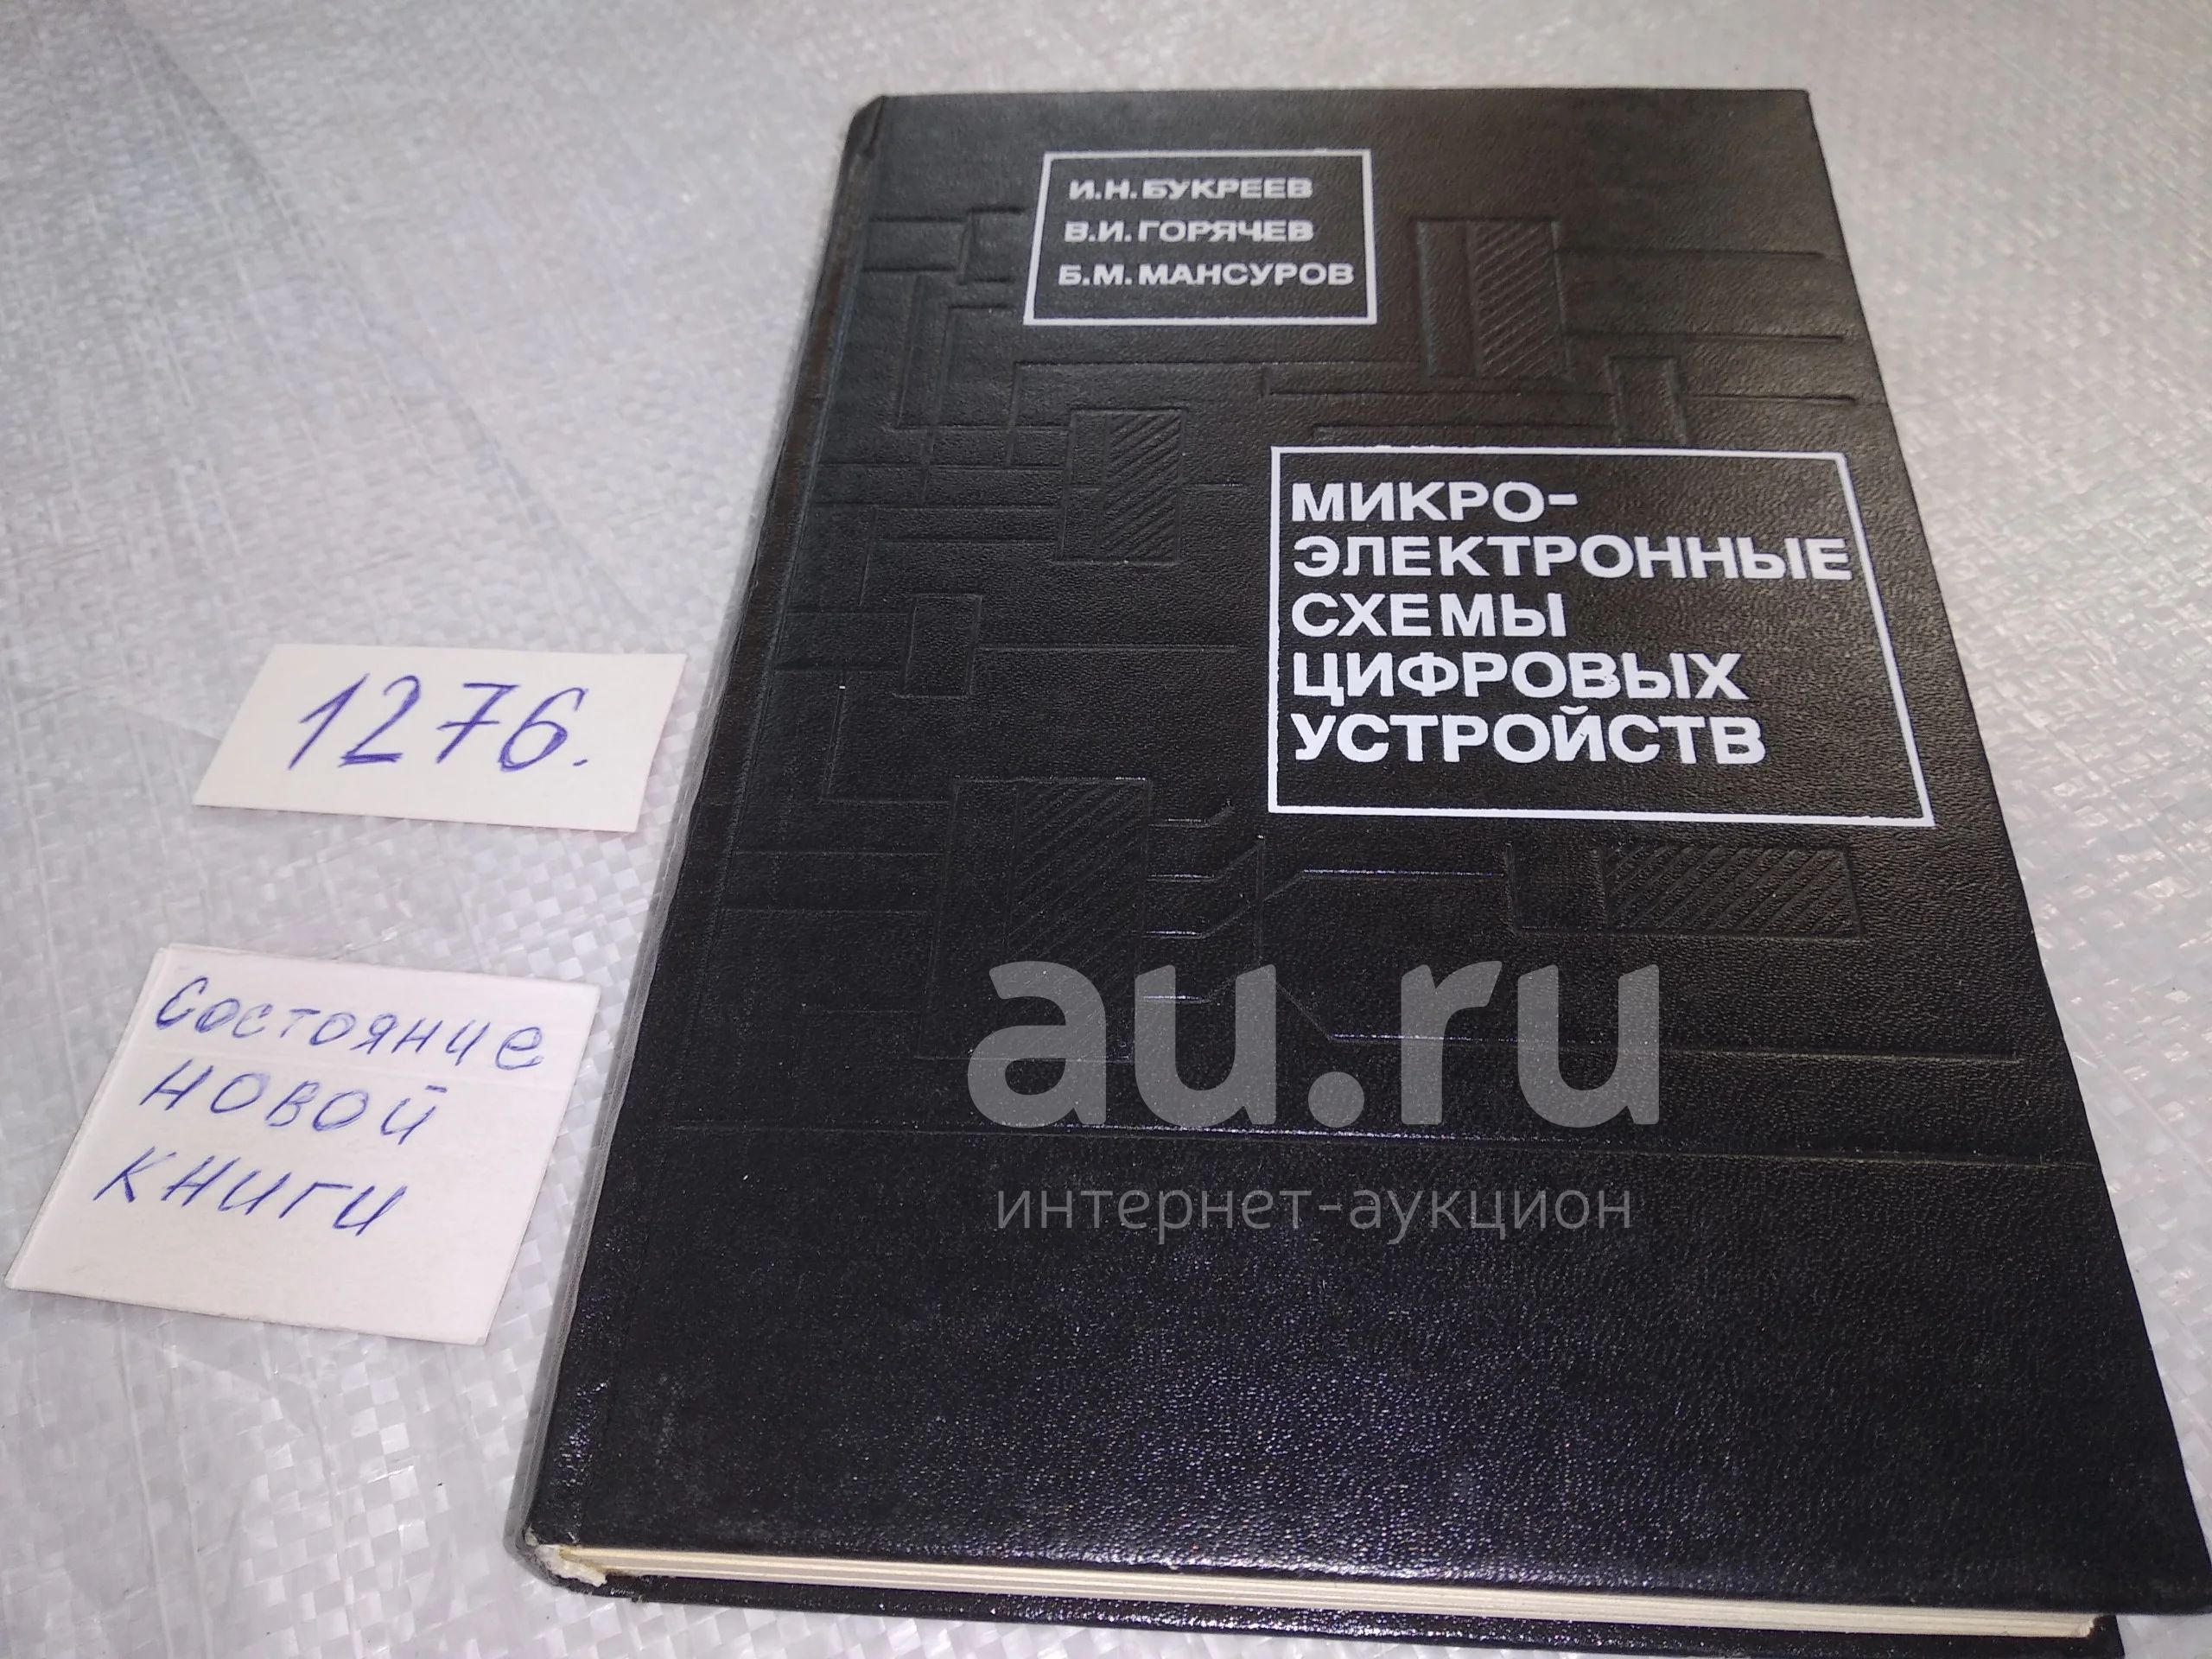 И.Н.БУКРЕЕВ
В.И.ГОРЯЧЕВ
Б.М.МАНСУРОВ
МИКРО-
ЭЛЕКТРОННЫЕ
СХЕМЫ
ЦИФРОВЫХ
УСТРОЙСТВ
1276.
Состояние
новой
книги
au.ru
интернет-аукцион